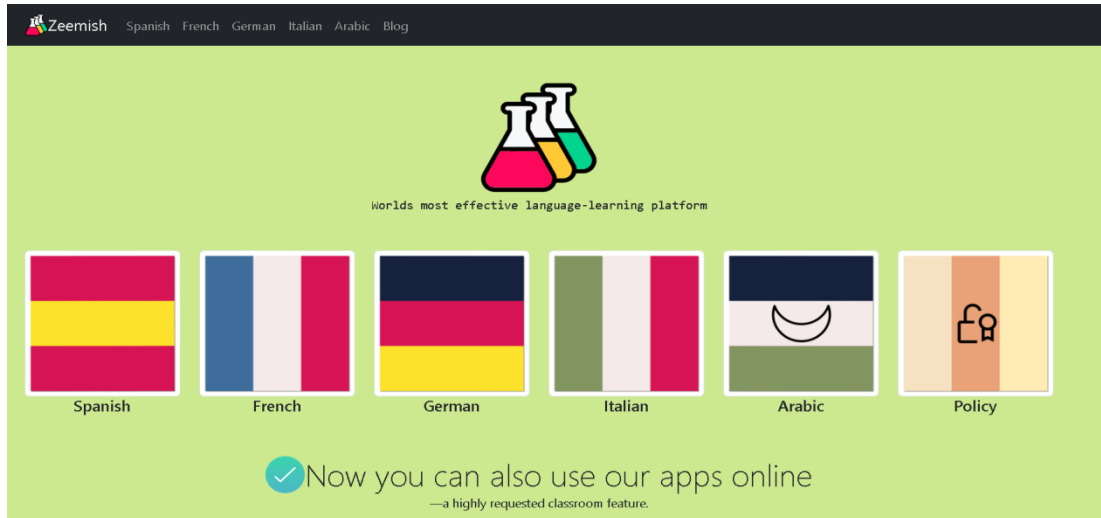 Zeemish Spanish French German Italian Arabic Blog
Worlds most effective language-learning platform
Spanish French German Italian Arabic Policy
Now you can also use our apps online
—a highly requested classroom feature.